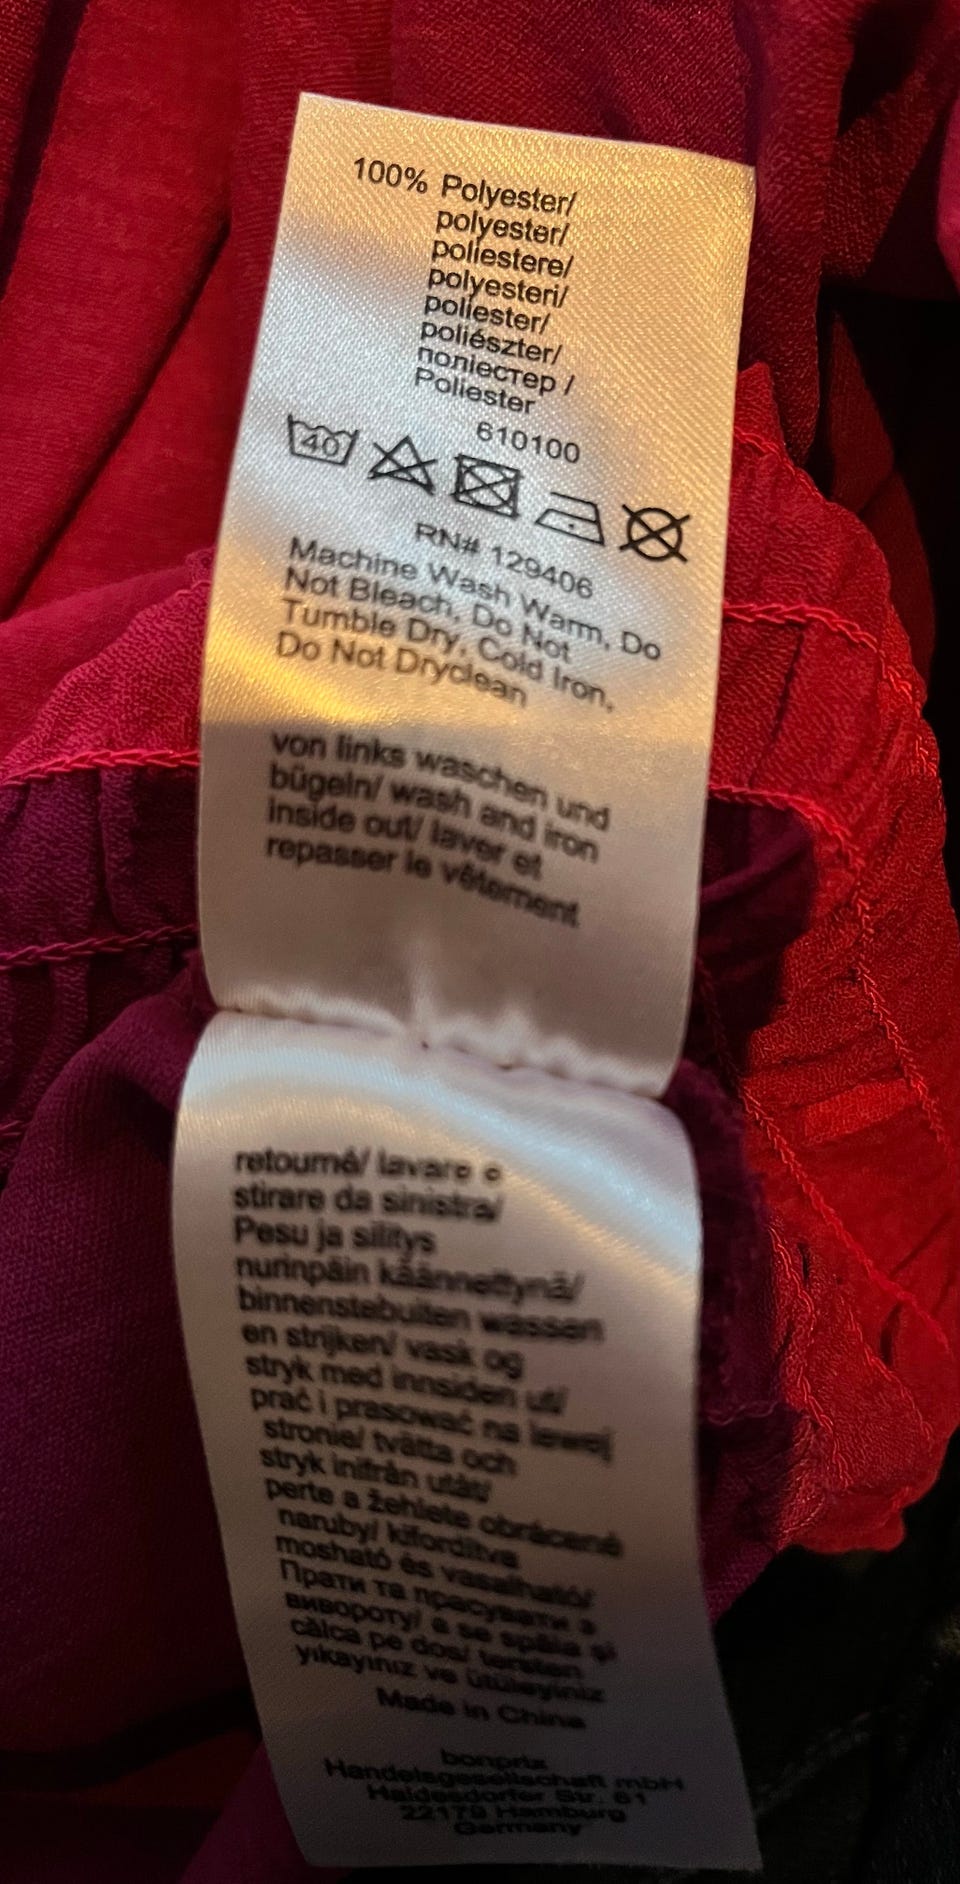 100% Polyester/
polyester/
poliestere/
polyesteri/
poliester/
poliészter/
поліестер /
Poliester
610100
40
RN# 129406
Machine Wash Warm, Do
Not Bleach, Do Not
Tumble Dry, Cold Iron,
Do Not Dryclean
von links waschen und
bügeln/ wash and iron
inside out/ laver et
repasser le vêtement
retourné/ lavare e
stirare da sinistra/
Pesu ja silitys
nurinpäin käännettynä/
binnenstebuiten wassen
en strijken/ vask og
stryk med innsiden ut/
prać i prasować na lewej
stronie/ tvätta och
stryk inifrån utåt/
perte a žehlete obrácené
naruby/ kifordítva
mosható és vasalható/
Прати та прасувати з
вивороту/ a se spăla și
călca pe dos/ tersten
yıkayınız ve ütüleyiniz
Made in China
bonprix
Handelsgesellschaft mbH
Haldesdorfer Str. 61
22179 Hamburg
Germany